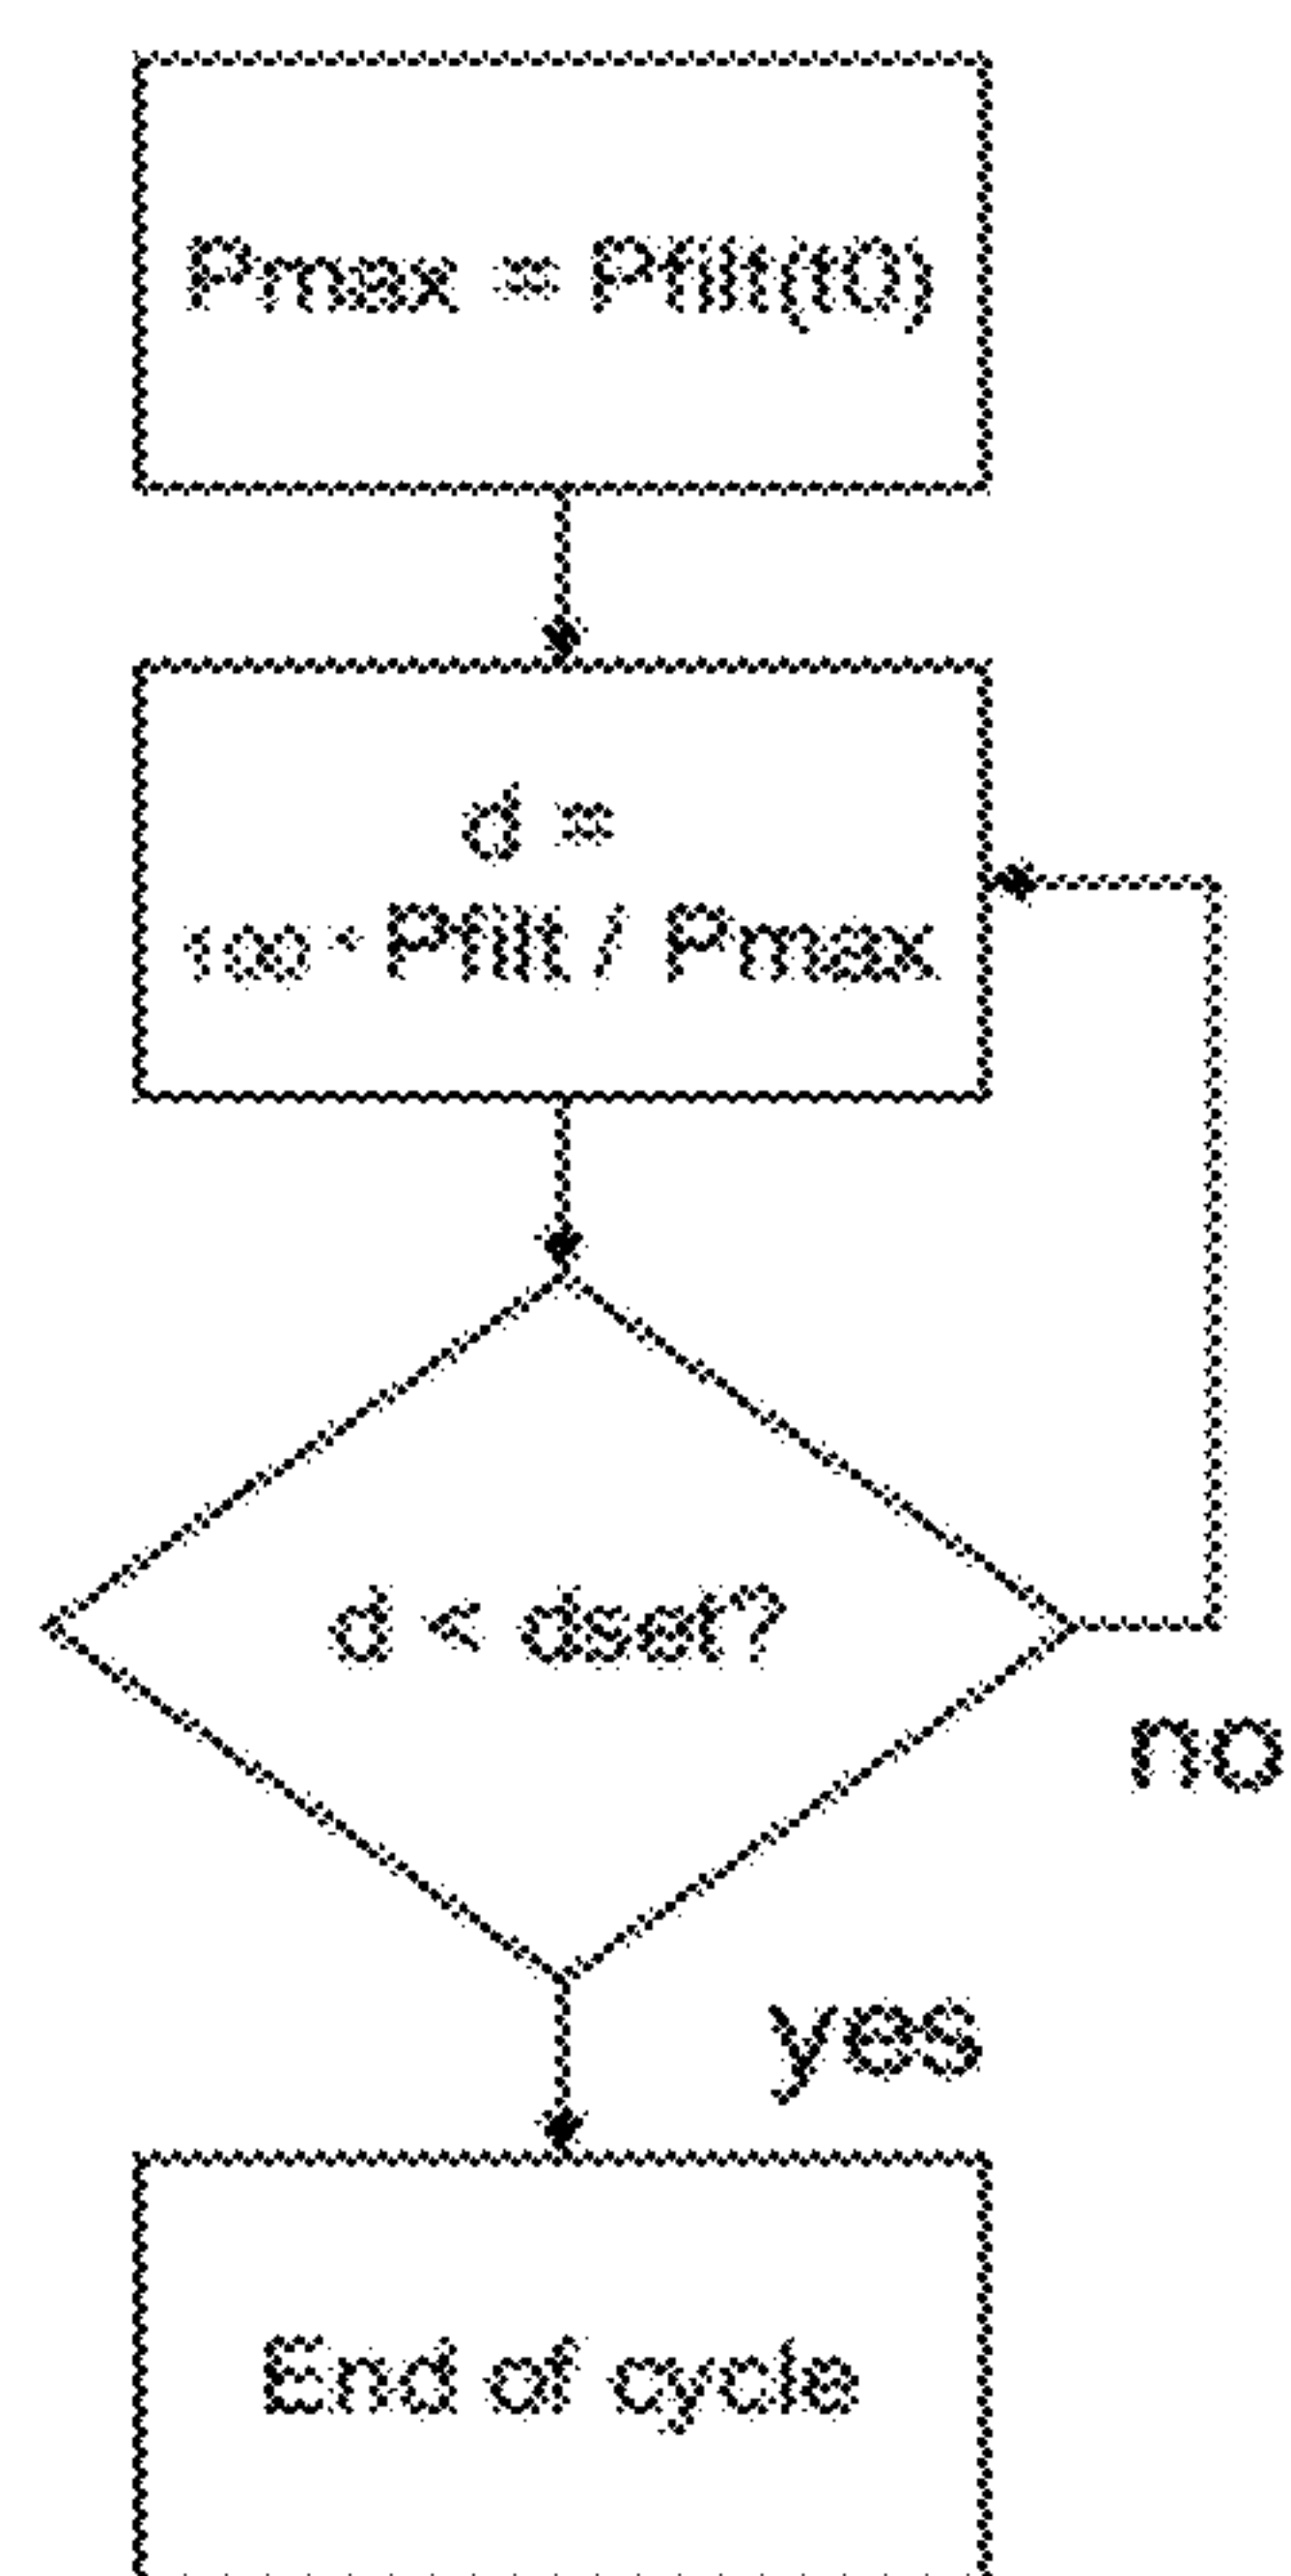 Pmax = Pfilt(t0)
d =
100 * Pfilt / Pmax
d < dset?
no
yes
End of cycle